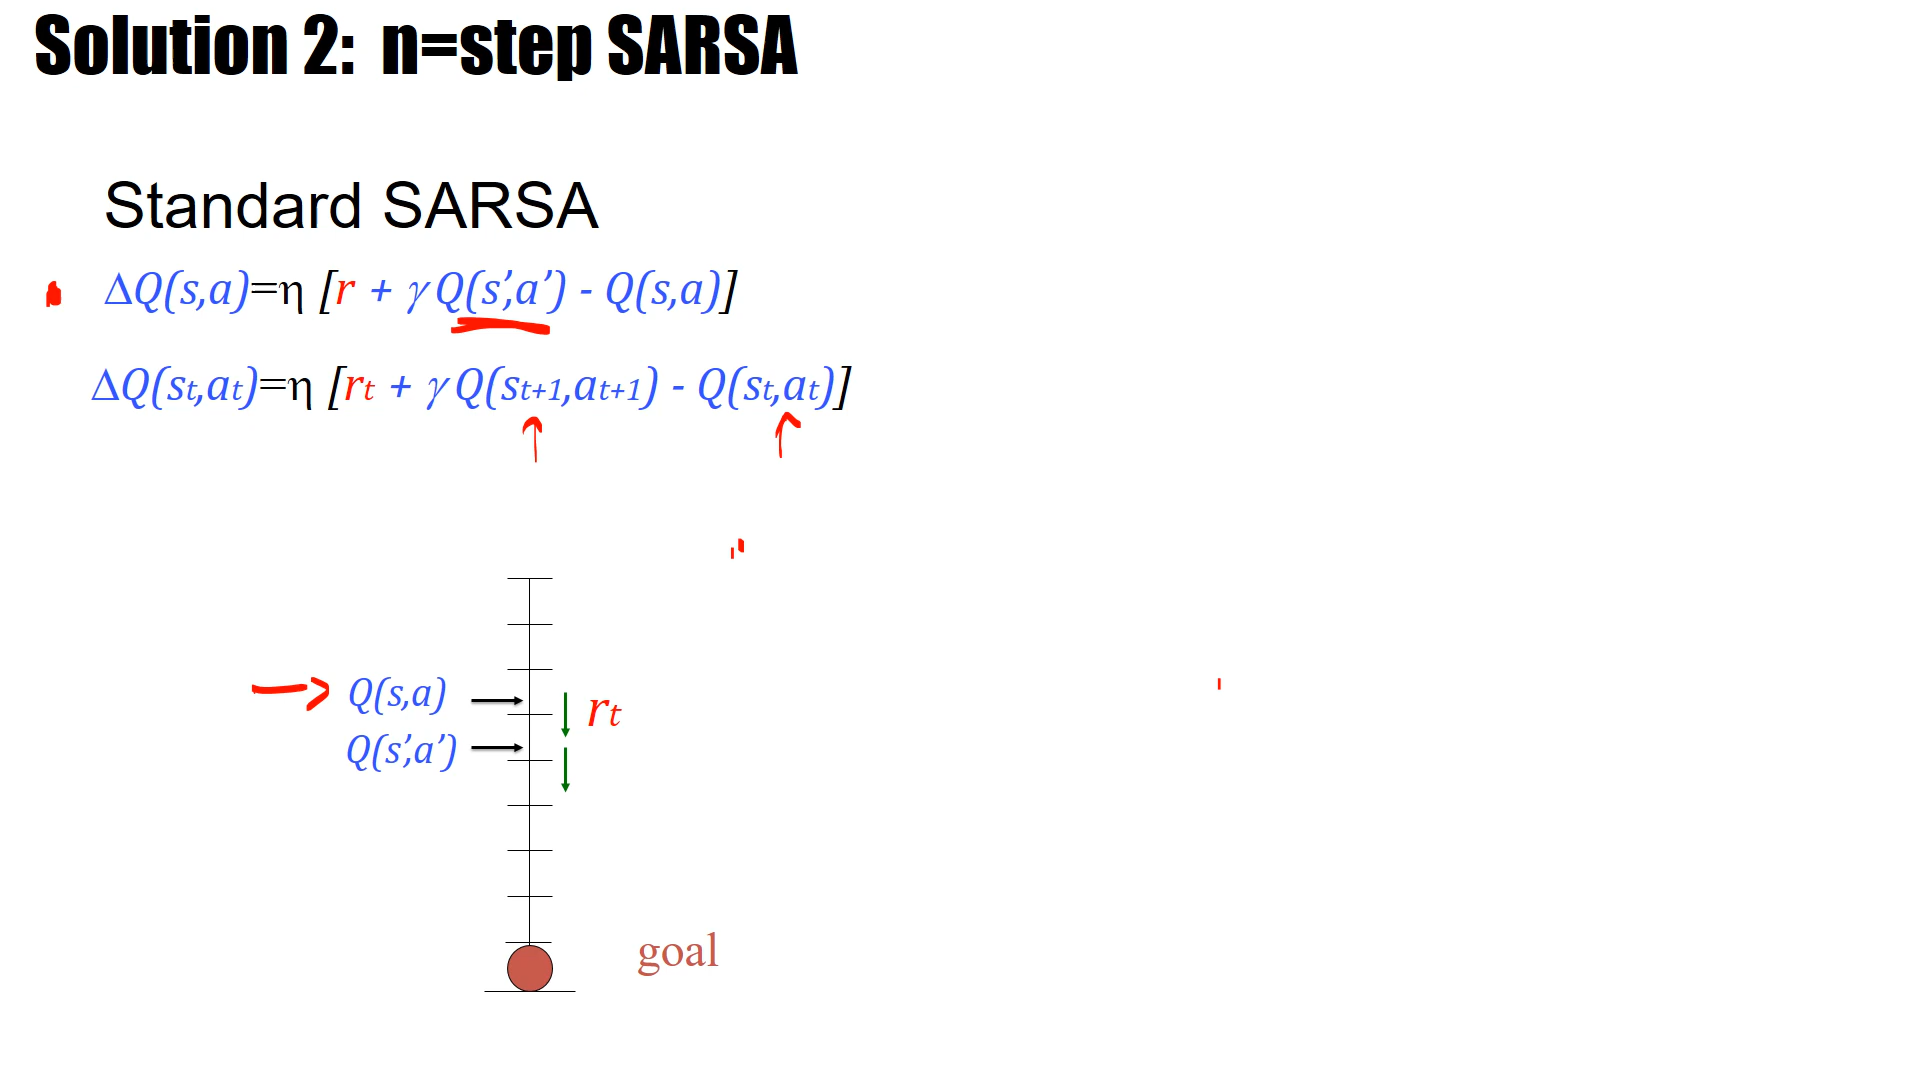 Solution 2: n=step SARSA
Standard SARSA
ΔQ(s,a)=η [r + γ Q(s’,a’) - Q(s,a)]
ΔQ(st,at)=η [rt + γ Q(st+1,at+1) - Q(st,at)]
Q(s,a)
rt
Q(s’,a’)
goal